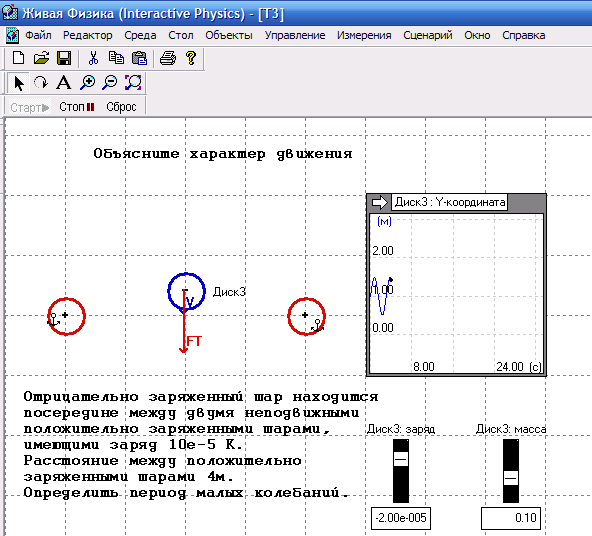 Живая Физика (Interactive Physics) - [T3]
Файл Редактор Среда Стол Объекты Управление Измерения Сценарий Окно Справка
A
?
Старт Стоп Сброс
Объясните характер движения
Диск3 : Y-координата
(м)
2.00
1.00
0.00
8.00 24.00 (с)
Диск3
V
FT
Отрицательно заряженный шар находится
посередине между двумя неподвижными
положительно заряженными шарами,
имеющими заряд 10e-5 К.
Расстояние между положительно
заряженными шарами 4м.
Определить период малых колебаний.
Диск3: заряд
-2.00e-005
Диск3: масса
0.10